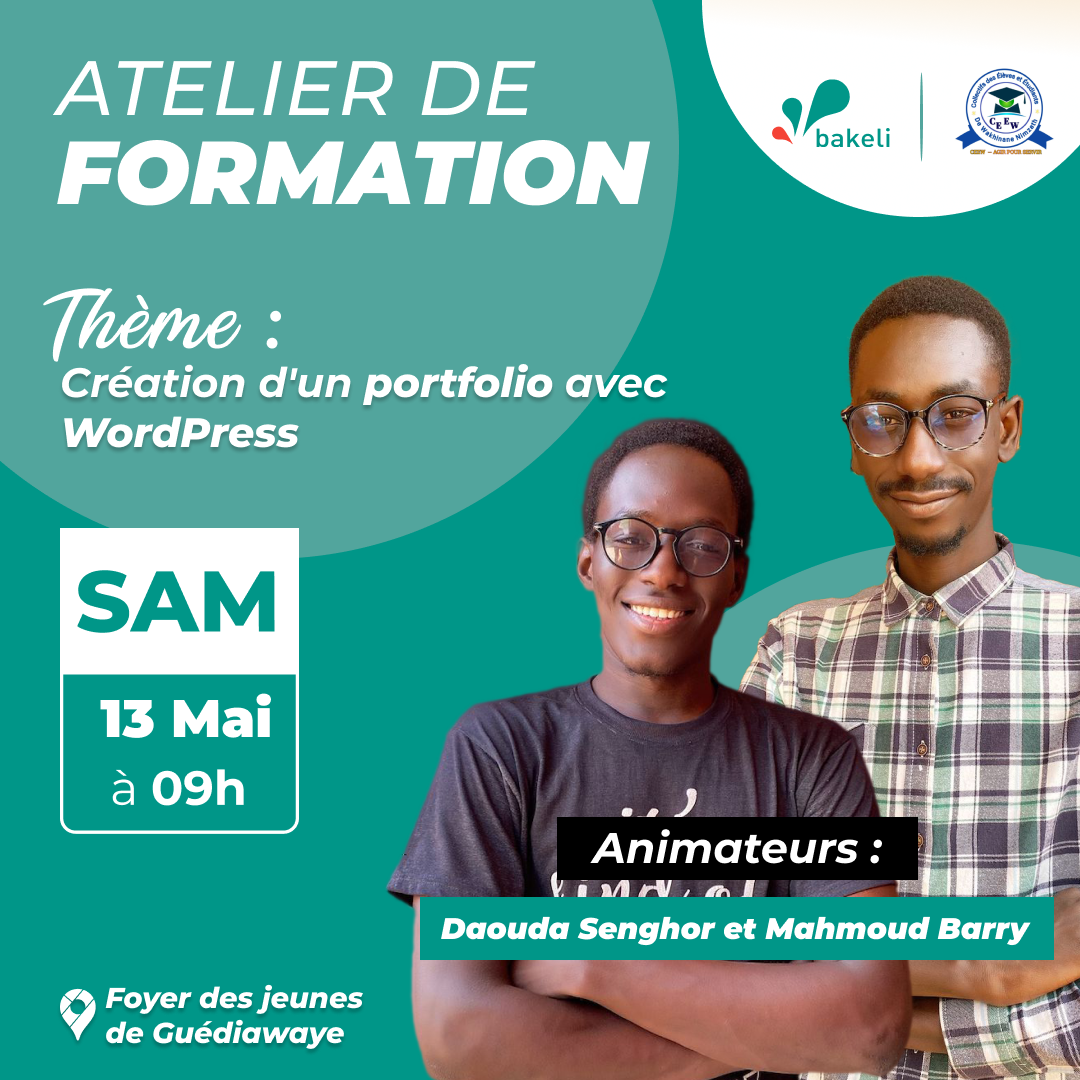 ATELIER DE
FORMATION
bakeli
Collectifs des Élèves et Étudiants
De Wakhinane Nimzath
CEEW
CEEW – AGIR POUR SERVIR
Thème :
Création d'un portfolio avec
WordPress
SAM
13 Mai
à 09h
Animateurs :
Daouda Senghor et Mahmoud Barry
Foyer des jeunes
de Guédiawaye